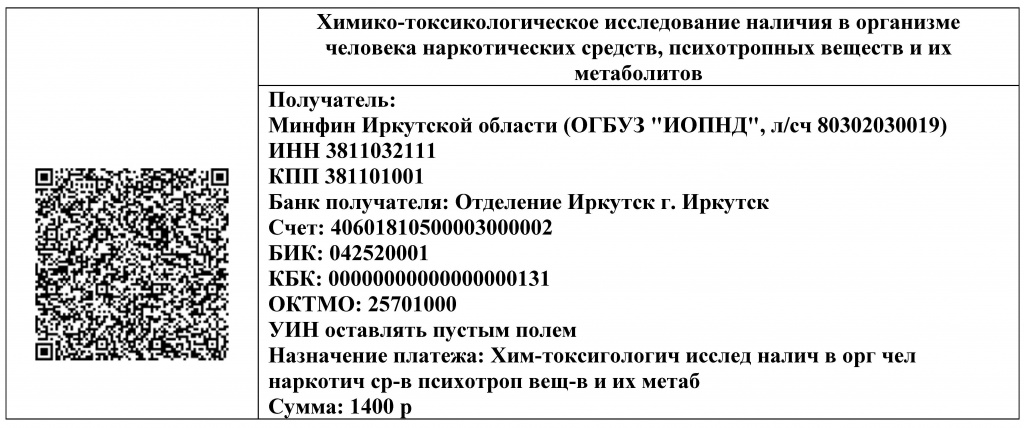 Химико-токсикологическое исследование наличия в организме
человека наркотических средств, психотропных веществ и их
метаболитов
Получатель:
Минфин Иркутской области (ОГБУЗ "ИОПНД", л/сч 80302030019)
ИНН 3811032111
КПП 381101001
Банк получателя: Отделение Иркутск г. Иркутск
Счет: 40601810500003000002
БИК: 042520001
КБК: 00000000000000000131
ОКТМО: 25701000
УИН оставлять пустым полем
Назначение платежа: Хим-токсигологич исслед налич в орг чел
наркотич ср-в психотроп вещ-в и их метаб
Сумма: 1400 р